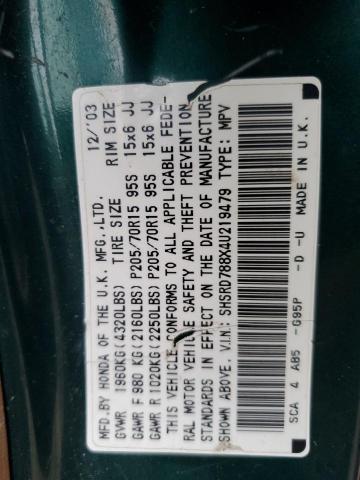 MFD.BY HONDA OF THE U.K. MFG.,LTD. 12/'03
GVWR 1960KG(4320LBS) TIRE SIZE RIM SIZE
GAWR F 980 KG(2160LBS) P205/70R15 95S 15x6 JJ
GAWR R 1020KG(2250LBS) P205/70R15 95S 15x6 JJ
THIS VEHICLE CONFORMS TO ALL APPLICABLE FEDE-
RAL MOTOR VEHICLE SAFETY AND THEFT PREVENTION
STANDARDS IN EFFECT ON THE DATE OF MANUFACTURE
SHOWN ABOVE. V.I.N: SHSRD788X4U219479 TYPE: MPV
SCA 4 A85 -G95P -D -U MADE IN U.K.